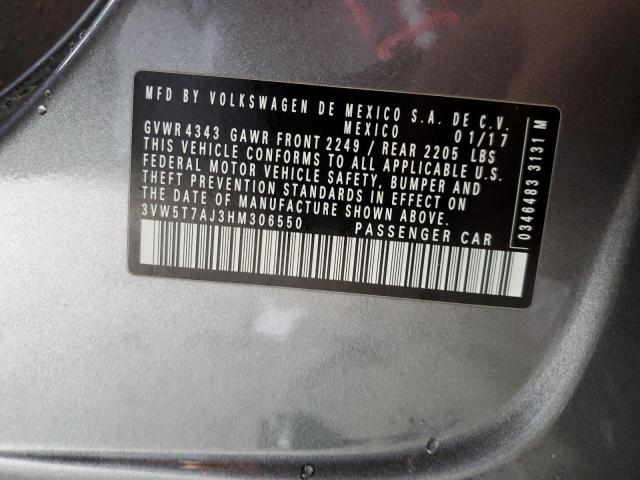 MFD BY VOLKSWAGEN DE MEXICO S.A. DE C.V.
MEXICO 01/17
GVWR 4343 GAWR FRONT 2249 / REAR 2205 LBS
THIS VEHICLE CONFORMS TO ALL APPLICABLE U.S.
FEDERAL MOTOR VEHICLE SAFETY, BUMPER AND
THEFT PREVENTION STANDARDS IN EFFECT ON
THE DATE OF MANUFACTURE SHOWN ABOVE.
3VW5T7AJ3HM306550 PASSENGER CAR
0346483 3131 M